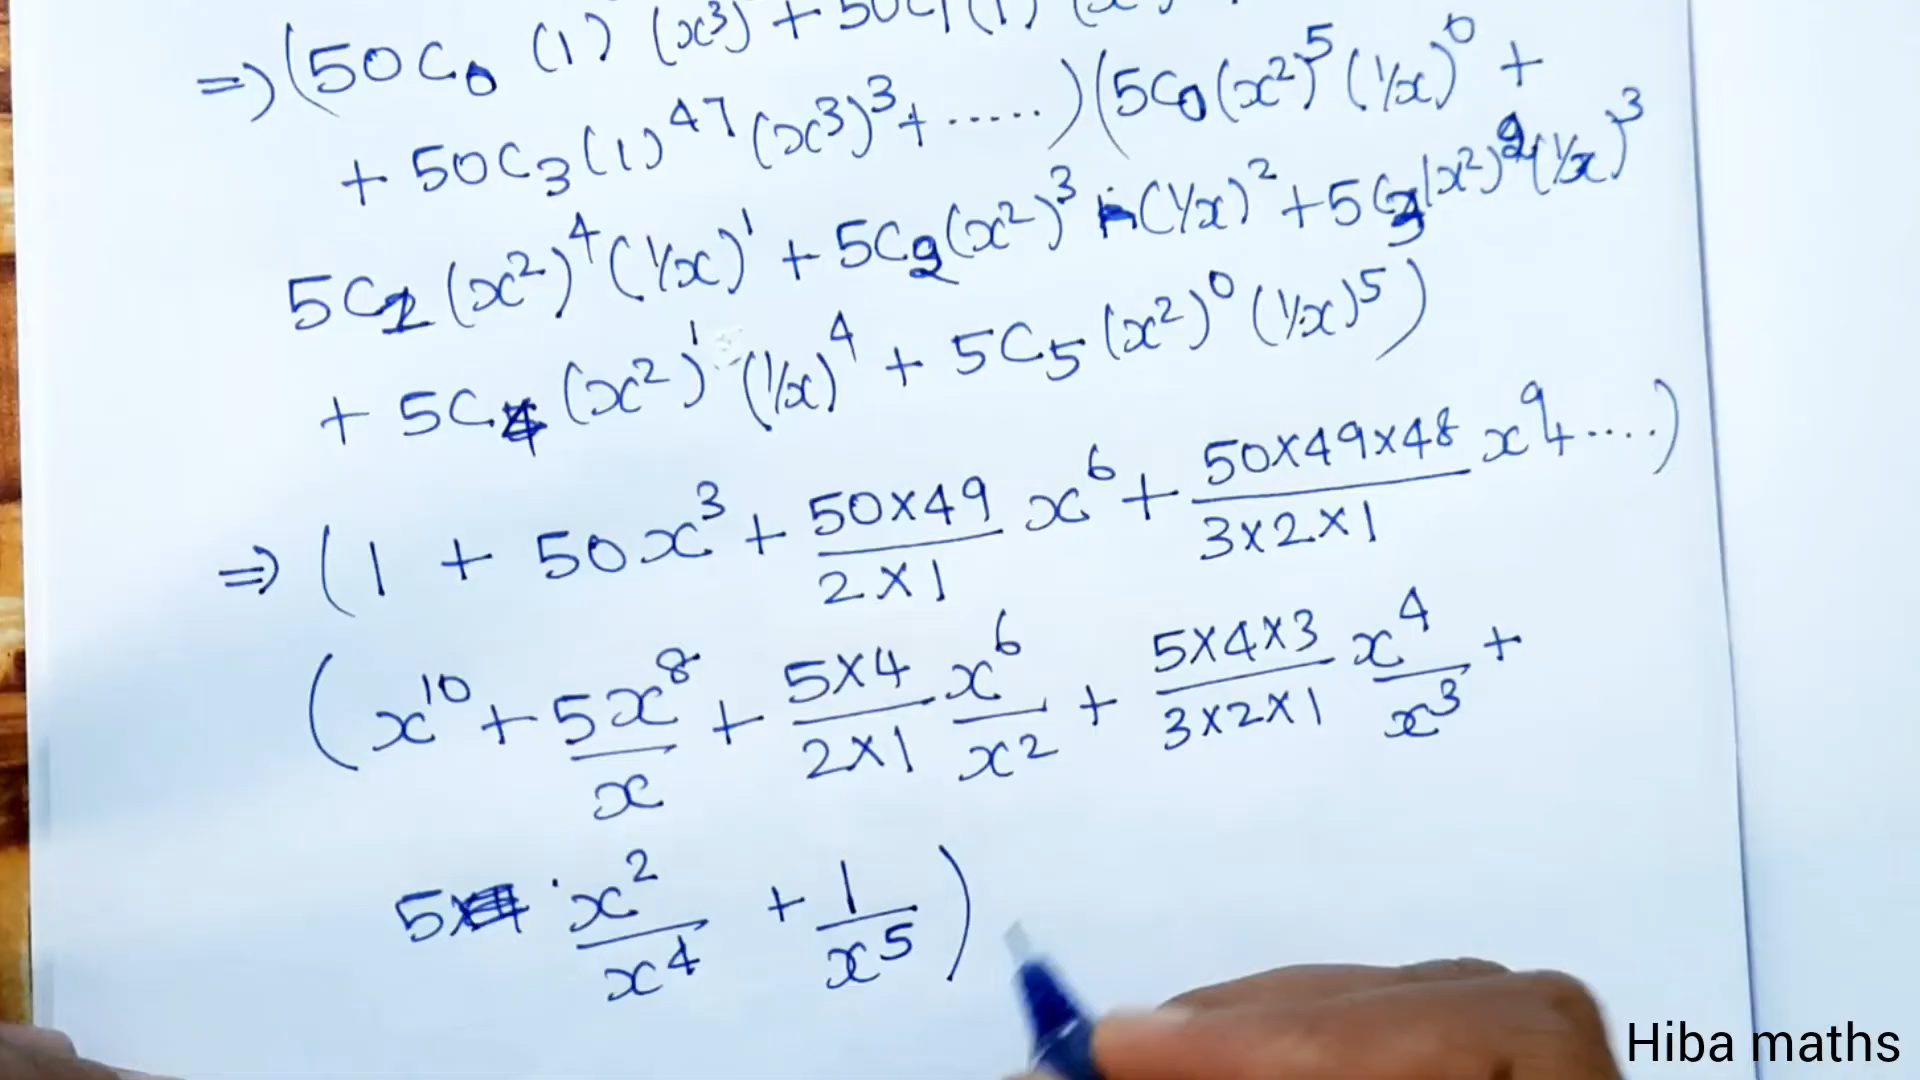 => (50C0 (1) (x³) + 50C1 (1) (x
+ 50C3 (1)⁴⁷ (x³)³ + .....) (5C0 (x²)⁵ (1/x)⁰ +
5C1 (x²)⁴ (1/x)¹ + 5C2 (x²)³ (1/x)² + 5C3 (x²)² (1/x)³
+ 5C4 (x²)¹ (1/x)⁴ + 5C5 (x²)⁰ (1/x)⁵)
=> (1 + 50x³ + 50×49/2×1 x⁶ + 50×49×48/3×2×1 x⁹ + ....)
(x¹⁰ + 5x⁸/x + 5×4/2×1 x⁶/x² + 5×4×3/3×2×1 x⁴/x³ +
5 · x²/x⁴ + 1/x⁵)
Hiba maths